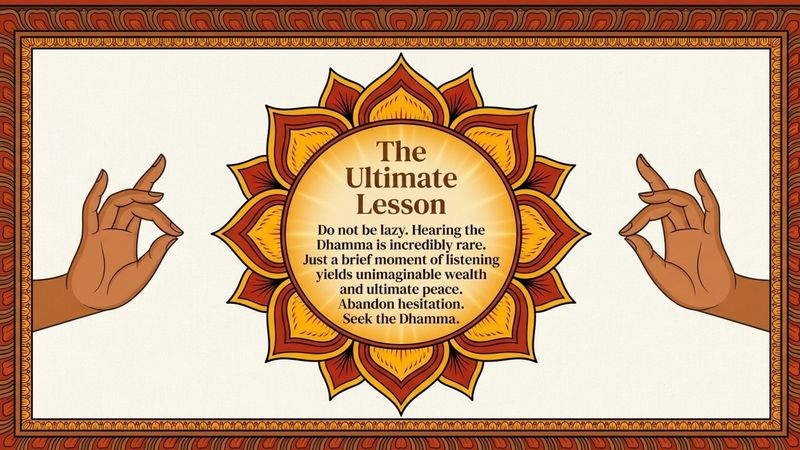 The
Ultimate
Lesson
Do not be lazy. Hearing the
Dhamma is incredibly rare.
Just a brief moment of listening
yields unimaginable wealth
and ultimate peace.
Abandon hesitation.
Seek the Dhamma.